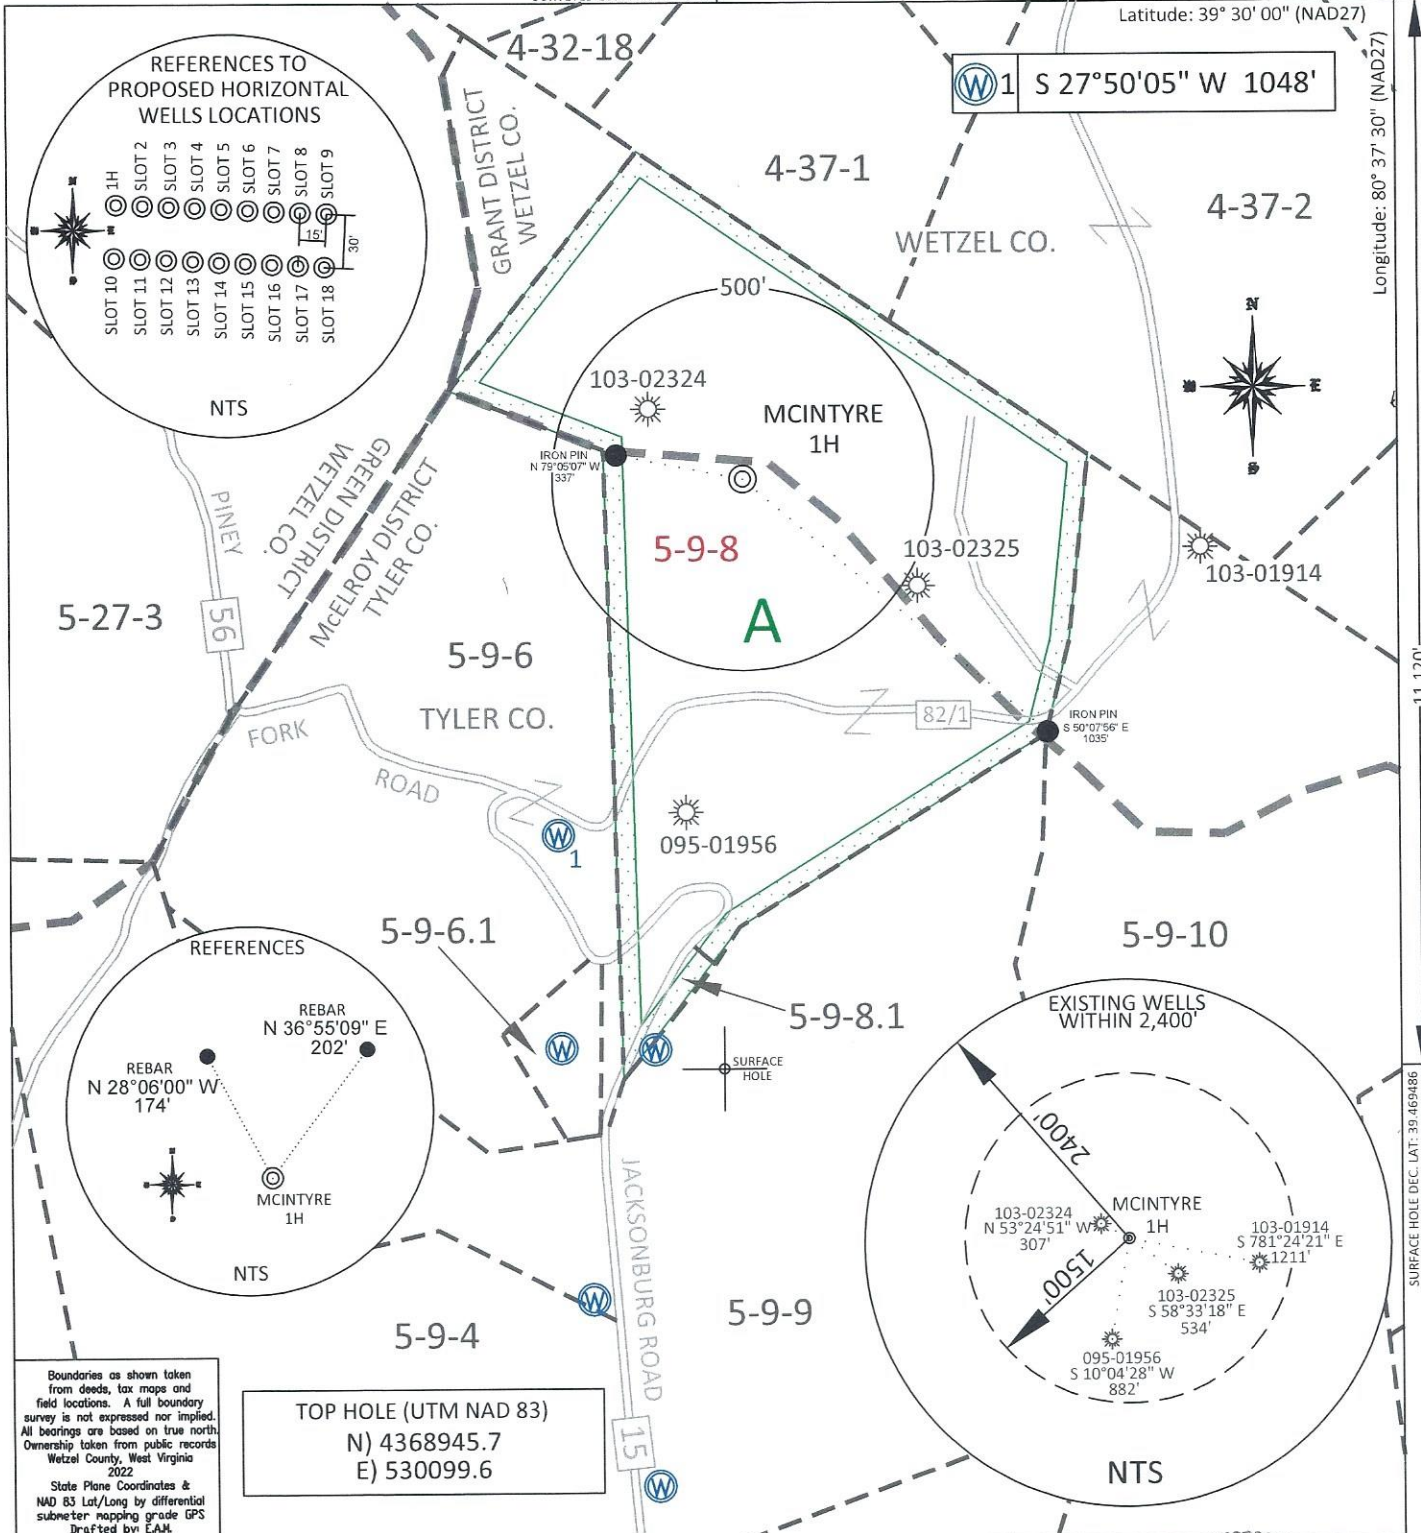 Latitude: 39° 30' 00" (NAD27)
Longitude: 80° 37' 30" (NAD27)
W 1 S 27°50'05" W 1048'
REFERENCES TO
PROPOSED HORIZONTAL
WELLS LOCATIONS
1H
SLOT 2
SLOT 3
SLOT 4
SLOT 5
SLOT 6
SLOT 7
SLOT 8
SLOT 9
N
15'
30'
SLOT 10
SLOT 11
SLOT 12
SLOT 13
SLOT 14
SLOT 15
SLOT 16
SLOT 17
SLOT 18
NTS
4-32-18
GRANT DISTRICT
WETZEL CO.
4-37-1
4-37-2
WETZEL CO.
N
E
S
500'
103-02324
MCINTYRE
1H
IRON PIN
N 79°05'07" W
337'
5-9-8
103-02325
103-01914
A
GREEN DISTRICT
WETZEL CO.
McELROY DISTRICT
TYLER CO.
PINEY
56
5-27-3
5-9-6
TYLER CO.
82/1
IRON PIN
S 50°07'56" E
1035'
11,120'
FORK
ROAD
W
1
095-01956
5-9-6.1
5-9-10
5-9-8.1
W
W
SURFACE
HOLE
REFERENCES
REBAR
N 36°55'09" E
202'
REBAR
N 28°06'00" W
174'
MCINTYRE
1H
NTS
EXISTING WELLS
WITHIN 2,400'
2400'
1500'
103-02324
N 53°24'51" W
307'
MCINTYRE
1H
103-01914
S 781°24'21" E
1211'
103-02325
S 58°33'18" E
534'
095-01956
S 10°04'28" W
882'
NTS
SURFACE HOLE DEC. LAT: 39.469486
JACKSONBURG ROAD
15
W
W
5-9-4
5-9-9
TOP HOLE (UTM NAD 83)
N) 4368945.7
E) 530099.6
Boundaries as shown taken
from deeds, tax maps and
field locations. A full boundary
survey is not expressed nor implied.
All bearings are based on true north.
Ownership taken from public records
Wetzel County, West Virginia
2022
State Plane Coordinates &
NAD 83 Lat/Long by differential
submeter mapping grade GPS
Drafted by: E.A.M.